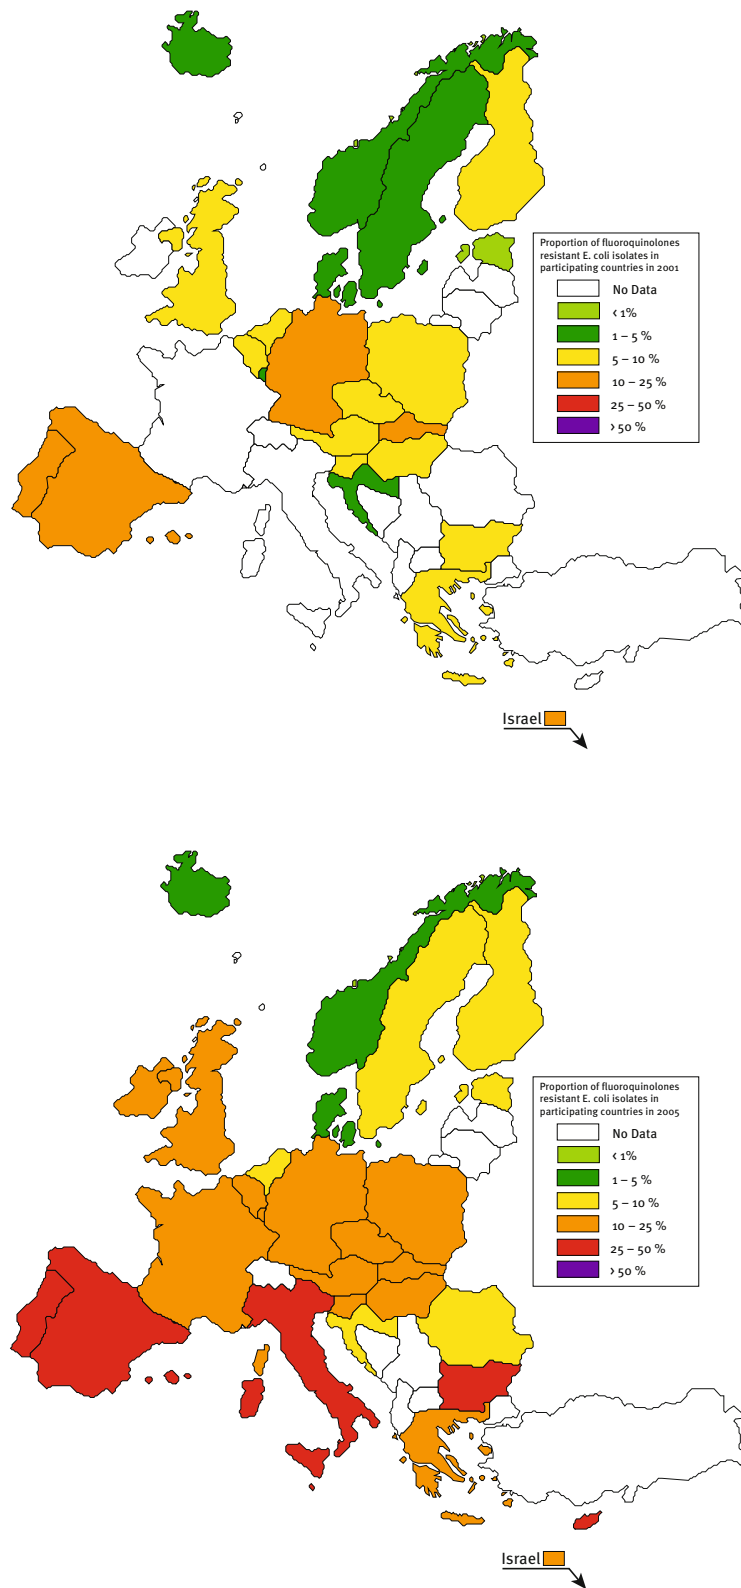 Proportion of fluoroquinolones
resistant E. coli isolates in
participating countries in 2001
No Data
< 1%
1 – 5 %
5 – 10 %
10 – 25 %
25 – 50 %
> 50 %
Israel
Proportion of fluoroquinolones
resistant E. coli isolates in
participating countries in 2005
No Data
< 1%
1 – 5 %
5 – 10 %
10 – 25 %
25 – 50 %
> 50 %
Israel